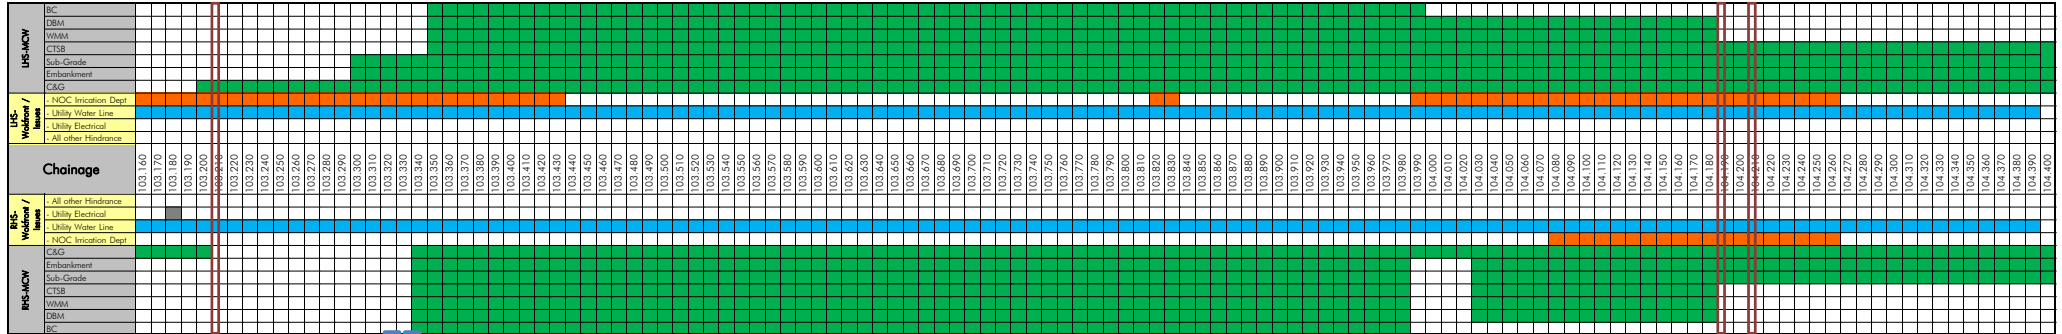 LHS-MCW
BC
DBM
WMM
CTSB
Sub-Grade
Embankment
C&G
LHS-
Wokfront /
Issues
- NOC Irrication Dept
- Utility Water Line
- Utility Electrical
- All other Hindrance
Chainage
103.160 103.170 103.180 103.190 103.200 103.210 103.220 103.230 103.240 103.250 103.260 103.270 103.280 103.290 103.300 103.310 103.320 103.330 103.340 103.350 103.360 103.370 103.380 103.390 103.400 103.410 103.420 103.430 103.440 103.450 103.460 103.470 103.480 103.490 103.500 103.510 103.520 103.530 103.540 103.550 103.560 103.570 103.580 103.590 103.600 103.610 103.620 103.630 103.640 103.650 103.660 103.670 103.680 103.690 103.700 103.710 103.720 103.730 103.740 103.750 103.760 103.770 103.780 103.790 103.800 103.810 103.820 103.830 103.840 103.850 103.860 103.870 103.880 103.890 103.900 103.910 103.920 103.930 103.940 103.950 103.960 103.970 103.980 103.990 104.000 104.010 104.020 104.030 104.040 104.050 104.060 104.070 104.080 104.090 104.100 104.110 104.120 104.130 104.140 104.150 104.160 104.170 104.180 104.190 104.200 104.210 104.220 104.230 104.240 104.250 104.260 104.270 104.280 104.290 104.300 104.310 104.320 104.330 104.340 104.350 104.360 104.370 104.380 104.390 104.400
RHS-
Wokfront /
Issues
- All other Hindrance
- Utility Electrical
- Utility Water Line
- NOC Irrication Dept
RHS-MCW
C&G
Embankment
Sub-Grade
CTSB
WMM
DBM
BC